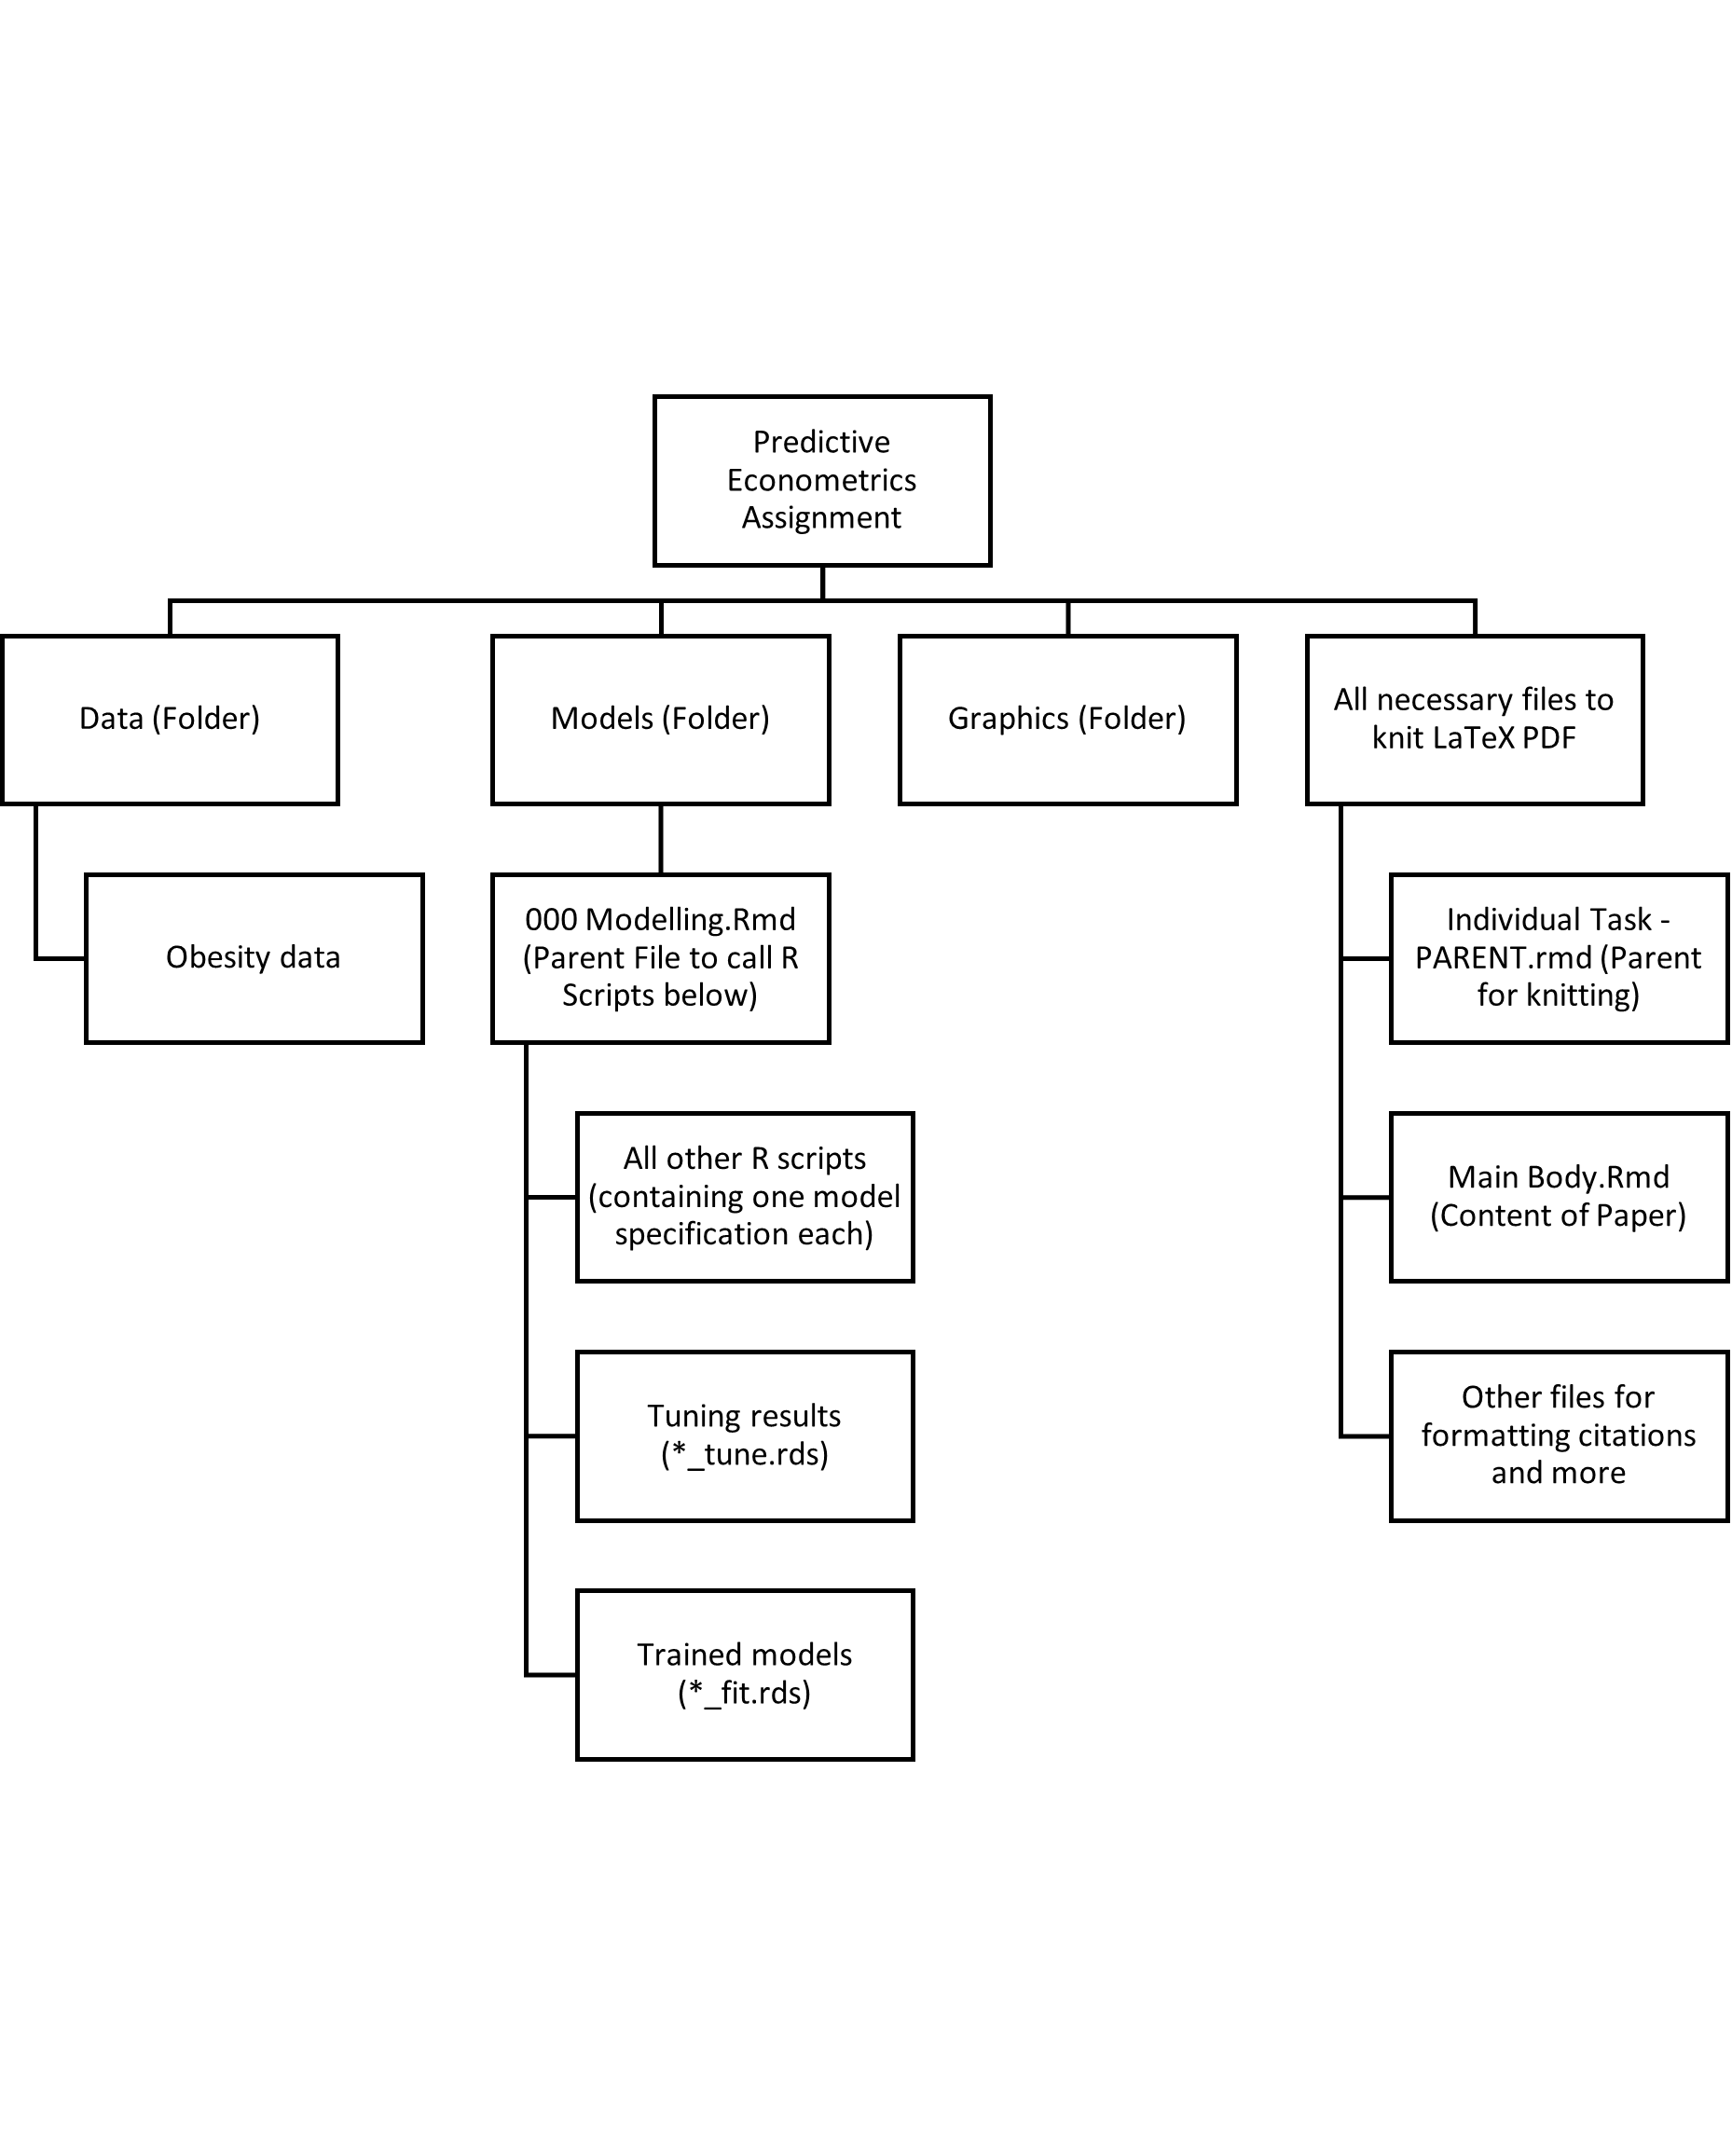 Predictive
Econometrics
Assignment
Data (Folder)
Models (Folder)
Graphics (Folder)
All necessary files to
knit LaTeX PDF
Obesity data
000 Modelling.Rmd
(Parent File to call R
Scripts below)
Individual Task -
PARENT.rmd (Parent
for knitting)
All other R scripts
(containing one model
specification each)
Main Body.Rmd
(Content of Paper)
Tuning results
(*_tune.rds)
Other files for
formatting citations
and more
Trained models
(*_fit.rds)